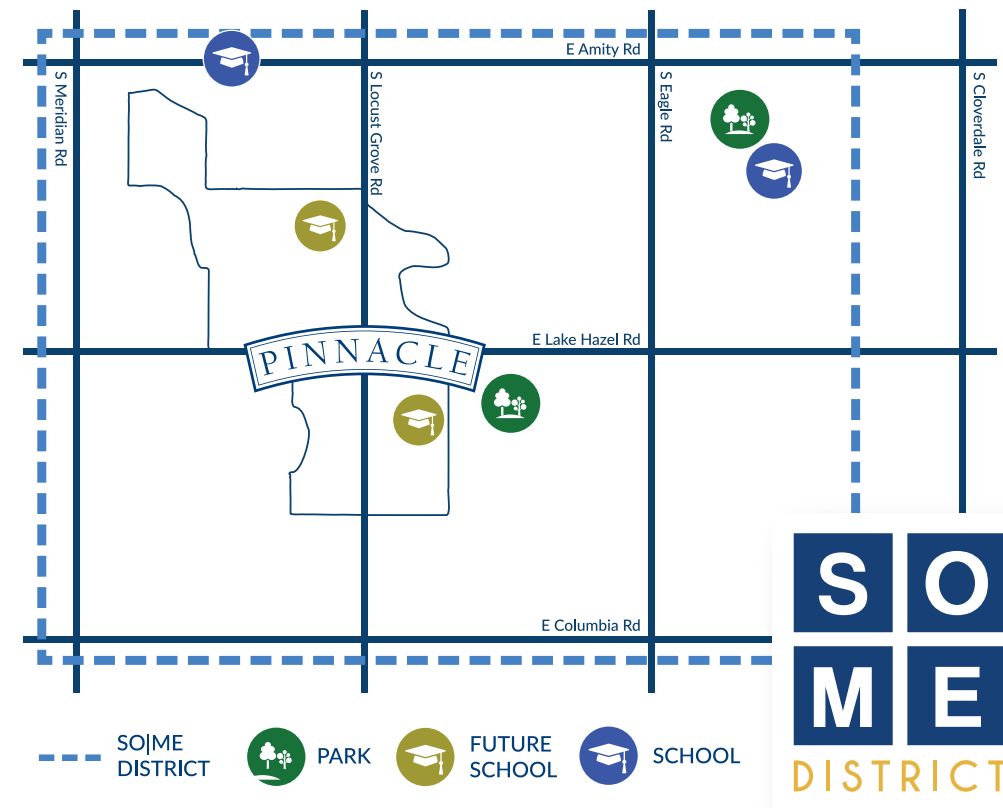 E Amity Rd
S Meridian Rd
S Locust Grove Rd
S Eagle Rd
S Cloverdale Rd
E Lake Hazel Rd
PINNACLE
E Columbia Rd
SO|ME
DISTRICT
PARK
FUTURE
SCHOOL
SCHOOL
SO
ME
DISTRICT